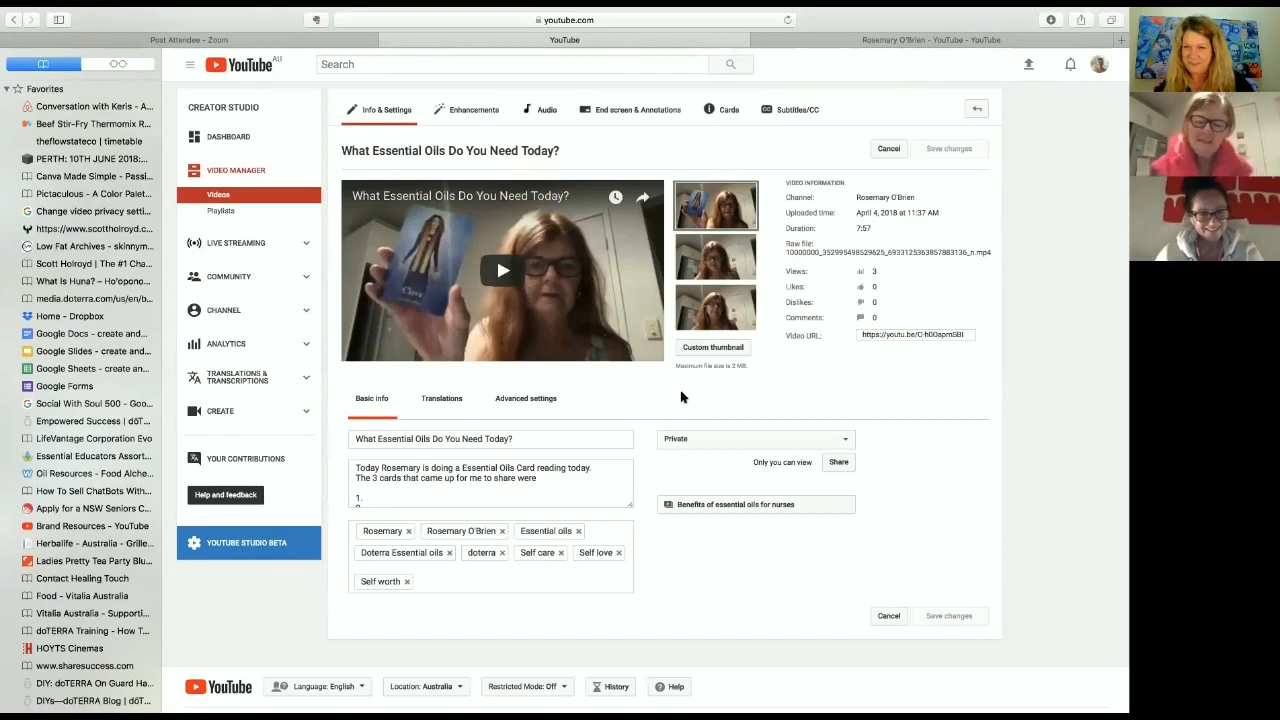 youtube.com
Post Attendee - Zoom
YouTube
Rosemary O'Brien - YouTube - YouTube
Favorites
Conversation with Keris - A...
Beef Stir-Fry Thermomix R...
theflowstateco | timetable
PERTH: 10TH JUNE 2018:...
Canva Made Simple - Passi...
Pictaculous - A Color Palet...
Change video privacy setti...
https://www.scottholroyd.c...
Low Fat Archives - skinnym...
Scott Holroyd | The #1 Cha...
What Is Huna? – Ho'opono...
media.doterra.com/us/en/b...
Home - Dropbox
Google Docs - create and...
Google Slides - create and...
Google Sheets - create an...
Google Forms
Social With Soul 500 - Goo...
Empowered Success | dōT...
LifeVantage Corporation Evo
Essential Educators Assort...
Oil Resources - Food Alche...
How To Sell ChatBots With...
Apply for a NSW Seniors C...
Brand Resources - YouTube
Herbalife - Australia - Grille...
Ladies Pretty Tea Party Blu...
Contact Healing Touch
Food - Vitalia Australia
Vitalia Australia - Supporti...
doTERRA Training - How T...
HOYTS Cinemas
www.sharesuccess.com
DIY: doTERRA On Guard Ha...
DIYs—doTERRA Blog | dōT...
YouTube AU
Search
CREATOR STUDIO
DASHBOARD
VIDEO MANAGER
Videos
Playlists
LIVE STREAMING
COMMUNITY
CHANNEL
ANALYTICS
TRANSLATIONS &
TRANSCRIPTIONS
CREATE
YOUR CONTRIBUTIONS
Help and feedback
YOUTUBE STUDIO BETA
Info & Settings
Enhancements
Audio
End screen & Annotations
Cards
Subtitles/CC
What Essential Oils Do You Need Today?
Cancel
Save changes
What Essential Oils Do You Need Today?
Clove
Custom thumbnail
Maximum file size is 2 MB.
VIDEO INFORMATION
Channel: Rosemary O'Brien
Uploaded time: April 4, 2018 at 11:37 AM
Duration: 7:57
Raw file:
10000000_352995498529625_6933125363857883136_n.mp4
Views: 3
Likes: 0
Dislikes: 0
Comments: 0
Video URL: https://youtu.be/C-h00apmSBI
Basic info
Translations
Advanced settings
What Essential Oils Do You Need Today?
Today Rosemary is doing a Essential Oils Card reading today.
The 3 cards that came up for me to share were
1.
Rosemary
Rosemary O'Brien
Essential oils
Doterra Essential oils
doterra
Self care
Self love
Self worth
Private
Only you can view
Share
Benefits of essential oils for nurses
Cancel
Save changes
YouTube
Language: English
Location: Australia
Restricted Mode: Off
History
Help